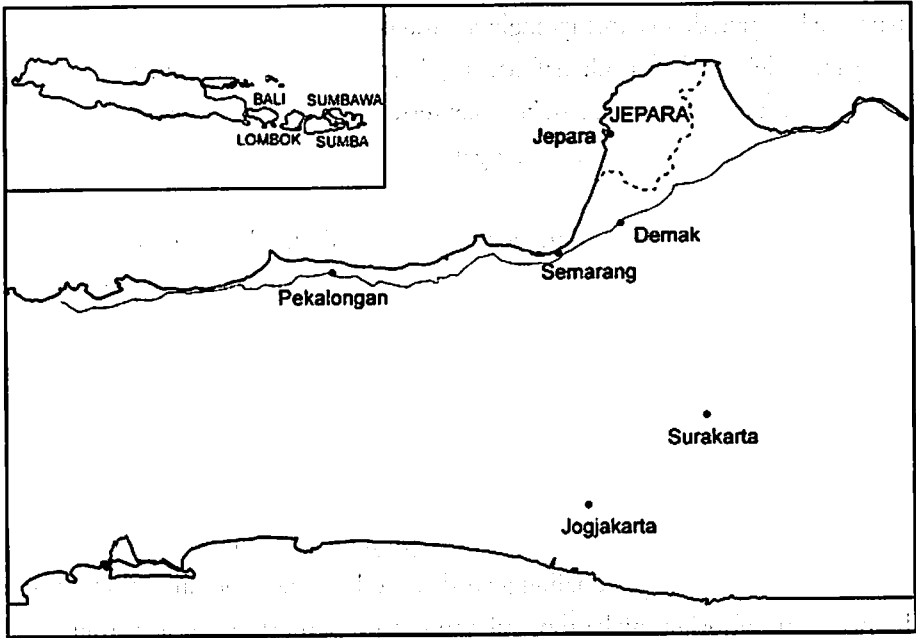 BALI SUMBAWA
LOMBOK SUMBA
JEPARA
Jepara
Demak
Semarang
Pekalongan
Surakarta
Jogjakarta